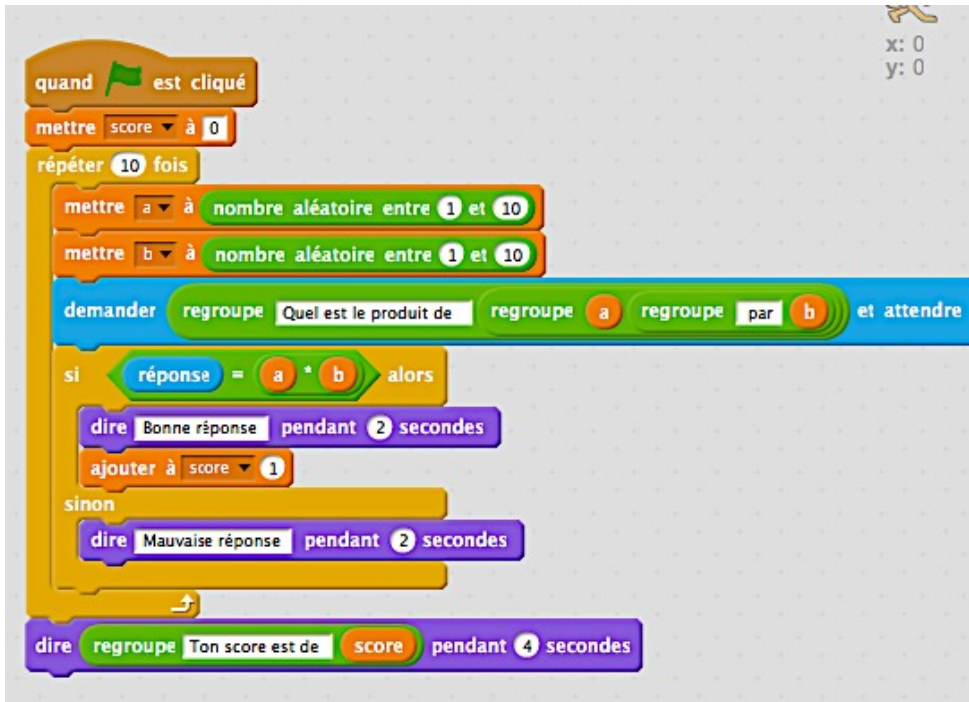 x: 0
y: 0
quand est cliqué
mettre score à 0
répéter 10 fois
mettre a à nombre aléatoire entre 1 et 10
mettre b à nombre aléatoire entre 1 et 10
demander regroupe Quel est le produit de regroupe a regroupe par b et attendre
si réponse = a * b alors
dire Bonne réponse pendant 2 secondes
ajouter à score 1
sinon
dire Mauvaise réponse pendant 2 secondes
dire regroupe Ton score est de score pendant 4 secondes